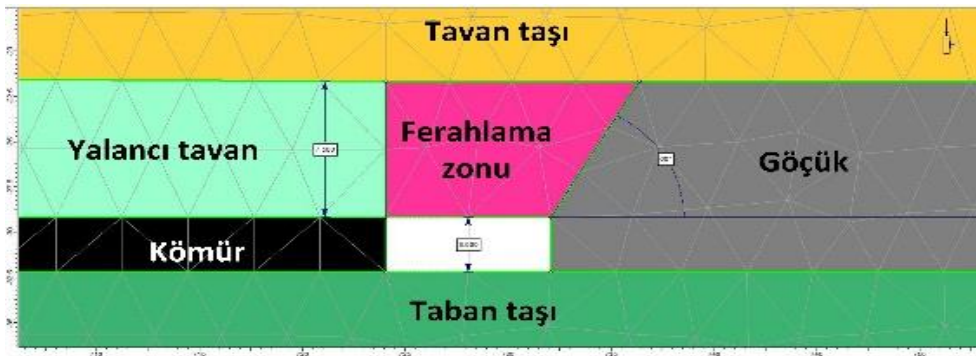 Tavan taşı
Yalancı tavan
Ferahlama
zonu
Göçük
Kömür
Taban taşı